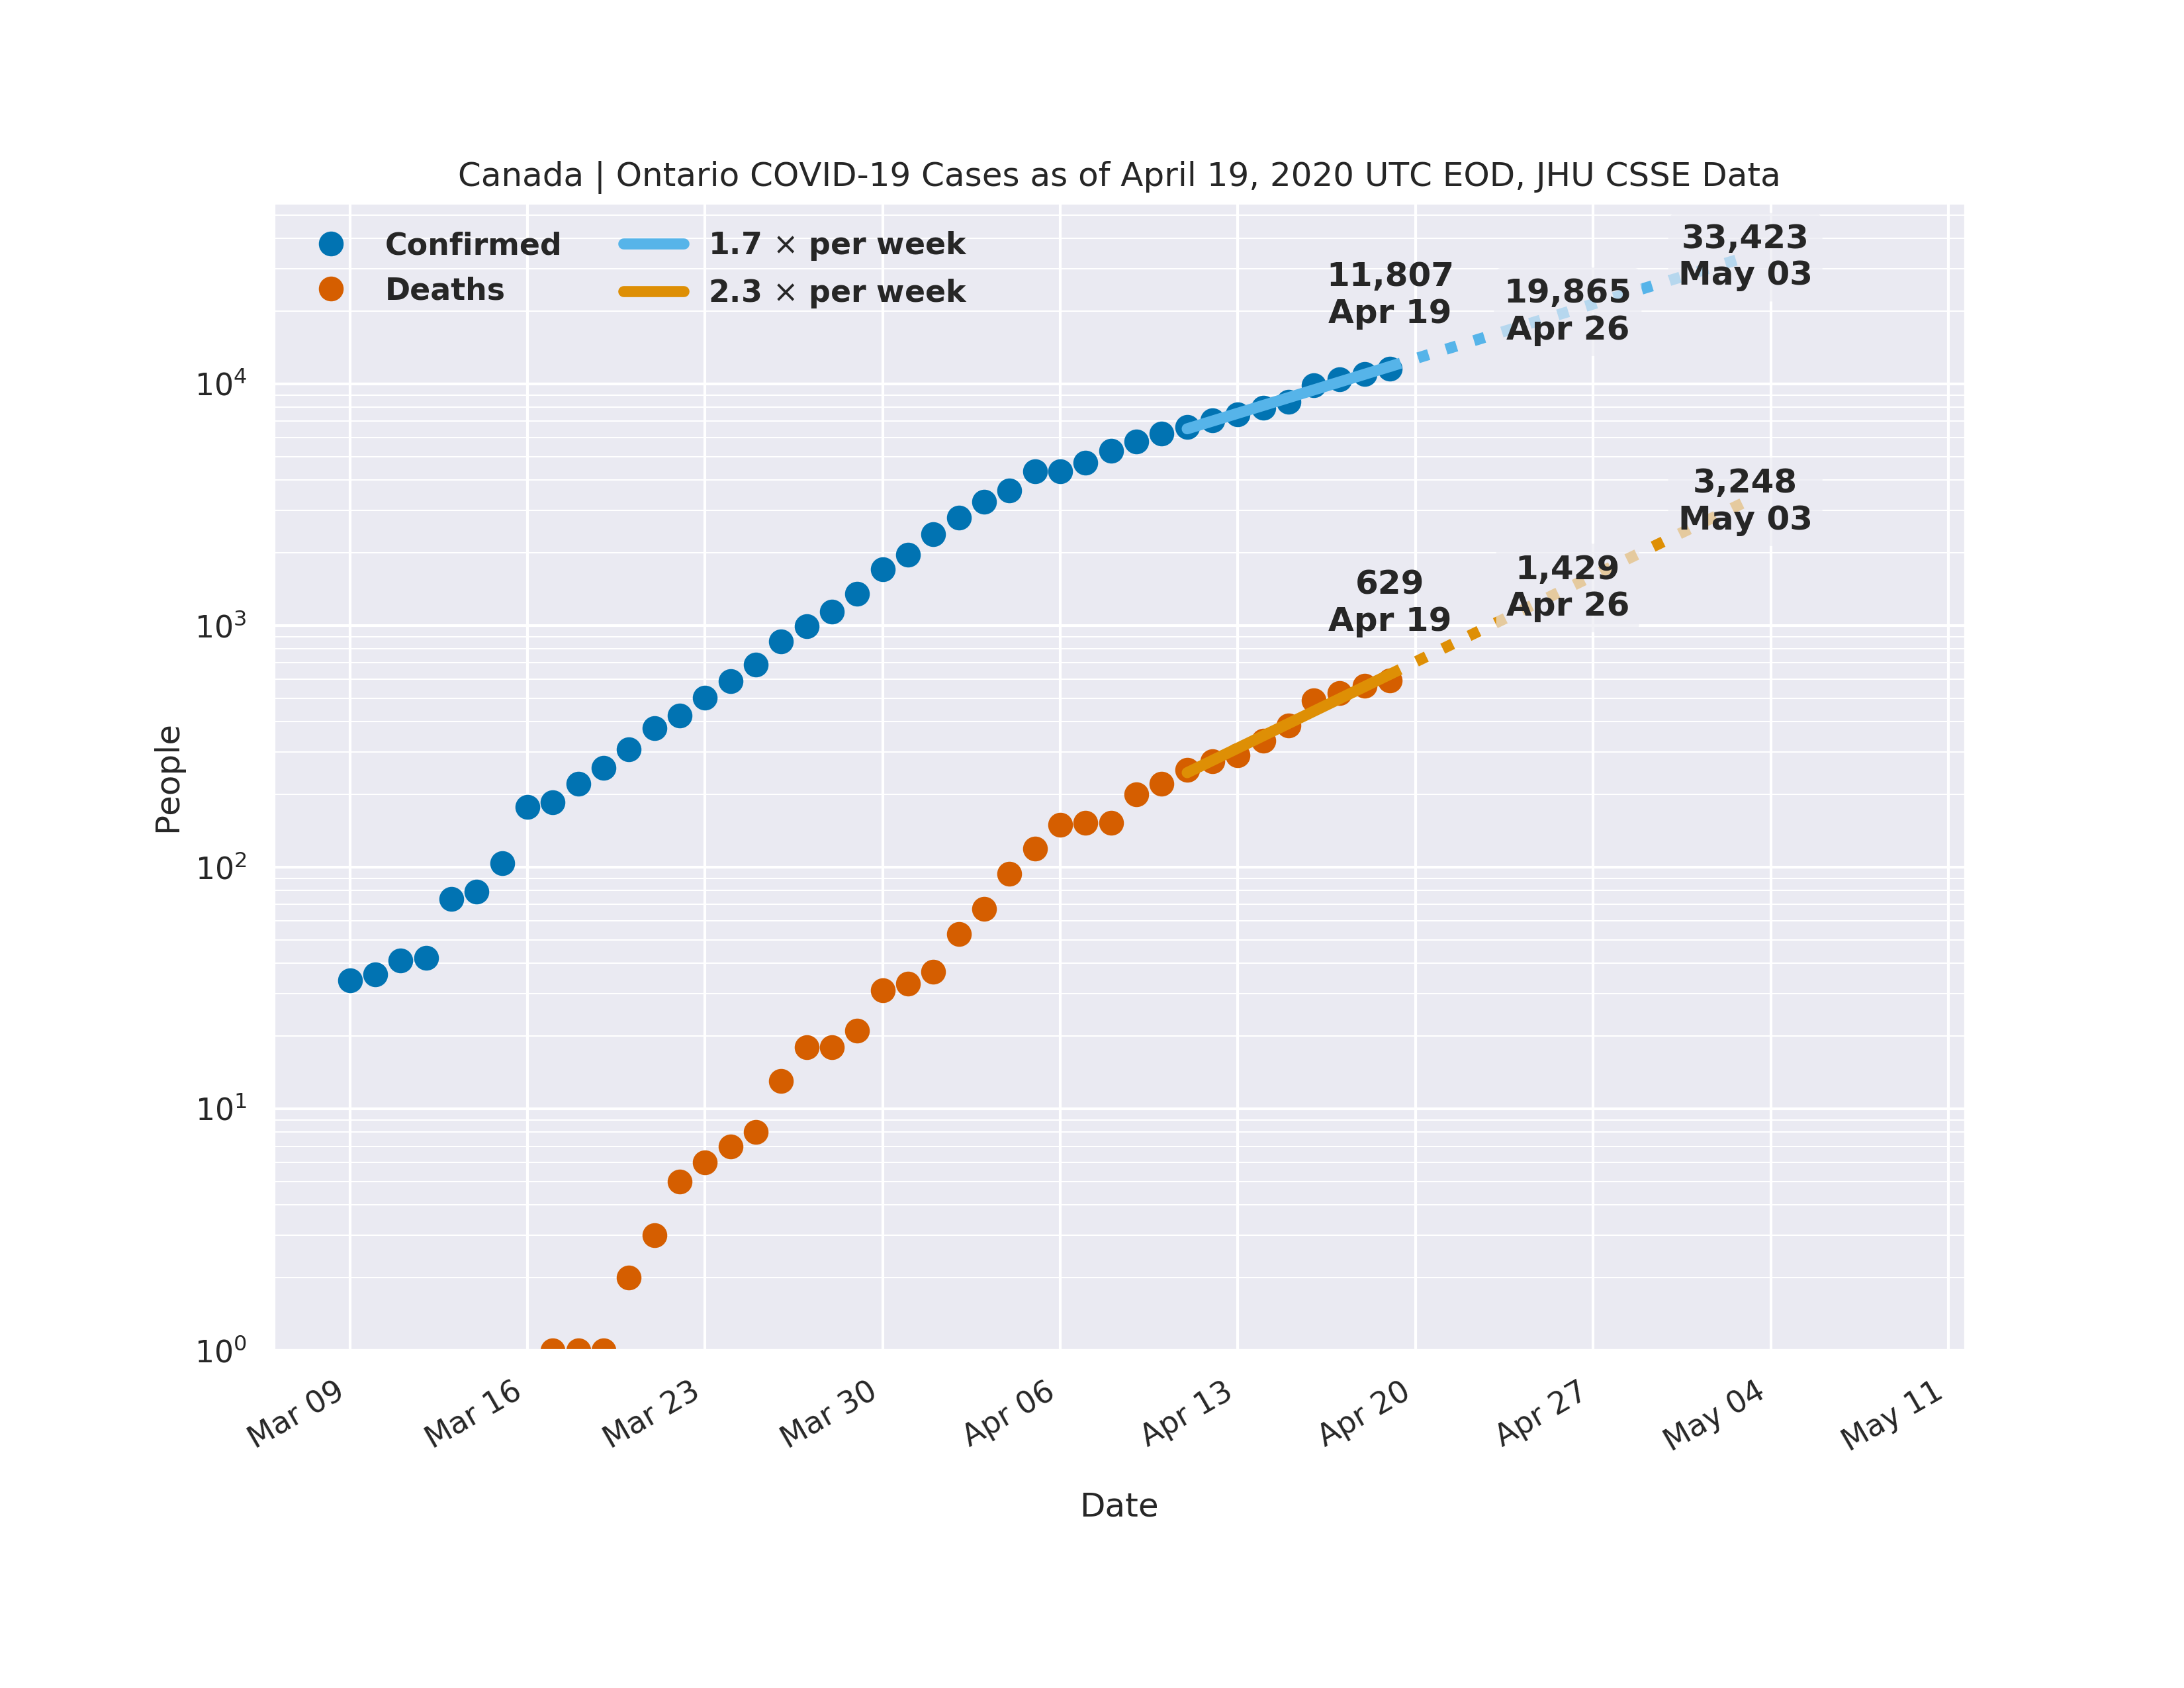 Canada | Ontario COVID-19 Cases as of April 19, 2020 UTC EOD, JHU CSSE Data
Confirmed
Deaths
1.7 × per week
2.3 × per week
11,807
Apr 19
19,865
Apr 26
33,423
May 03
629
Apr 19
1,429
Apr 26
3,248
May 03
People
10⁴
10³
10²
10¹
10⁰
Mar 09
Mar 16
Mar 23
Mar 30
Apr 06
Apr 13
Apr 20
Apr 27
May 04
May 11
Date